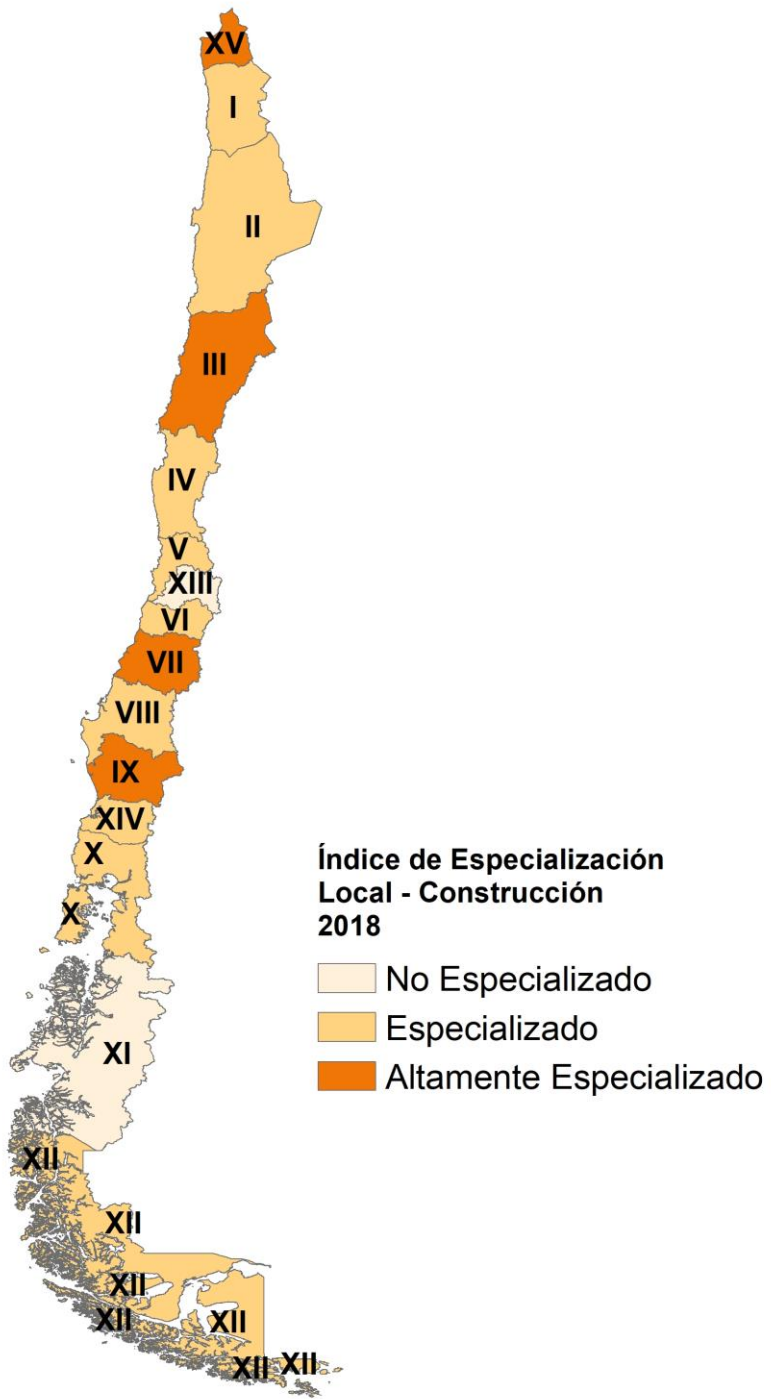 XV
I
II
III
IV
V
XIII
VI
VII
VIII
IX
XIV
X
X
Índice de Especialización
Local - Construcción
2018
No Especializado
Especializado
Altamente Especializado
XI
XII
XII
XII
XII
XII
XII
XII